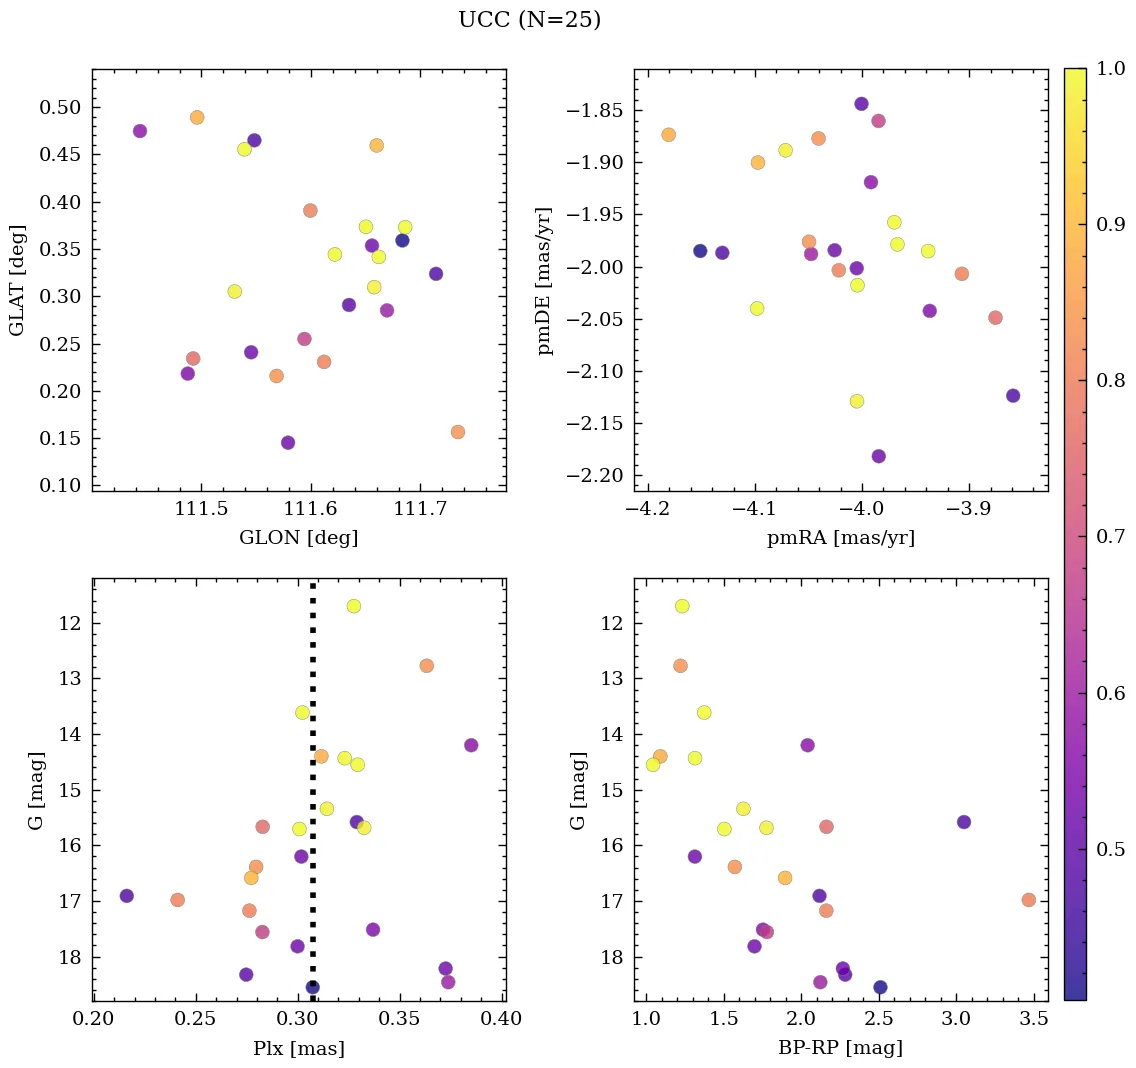 UCC (N=25)
0.50
0.45
0.40
0.35
0.30
0.25
0.20
0.15
0.10
GLAT [deg]
111.5 111.6 111.7
GLON [deg]
−1.85
−1.90
−1.95
−2.00
−2.05
−2.10
−2.15
−2.20
pmDE [mas/yr]
−4.2 −4.1 −4.0 −3.9
pmRA [mas/yr]
12
13
14
15
16
17
18
G [mag]
0.20 0.25 0.30 0.35 0.40
Plx [mas]
12
13
14
15
16
17
18
G [mag]
1.0 1.5 2.0 2.5 3.0 3.5
BP-RP [mag]
1.0
0.9
0.8
0.7
0.6
0.5